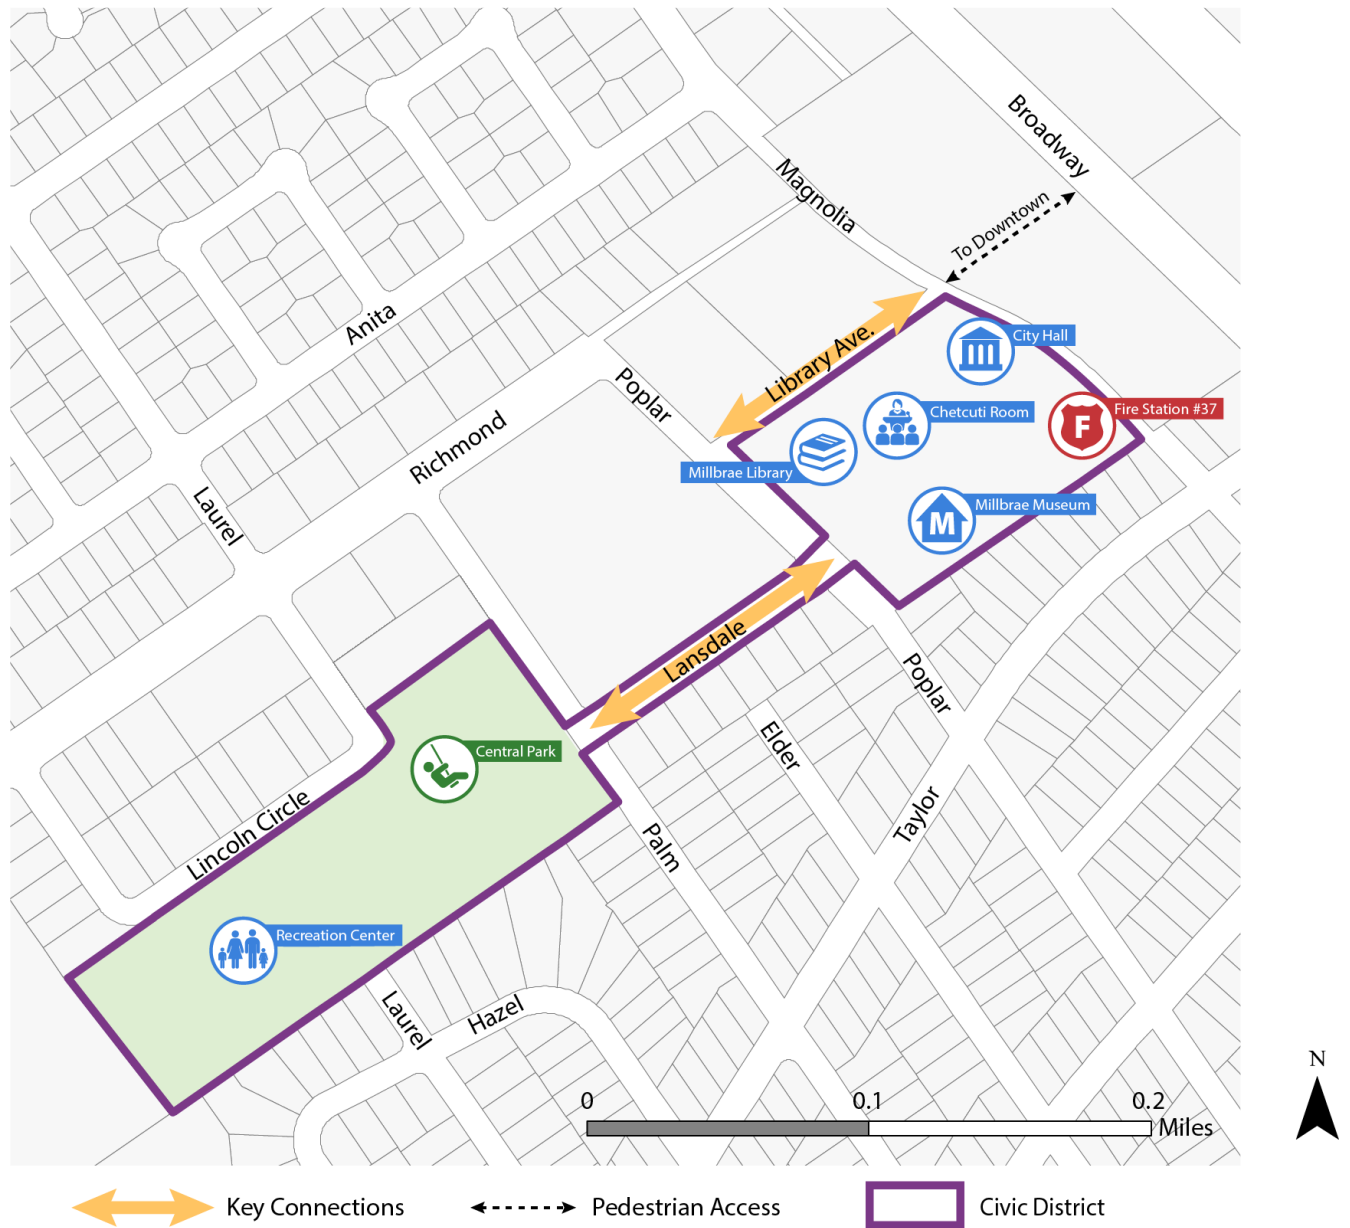 Broadway
Magnolia
To Downtown
Anita
Library Ave.
City Hall
Poplar
Chetcuti Room
Fire Station #37
Richmond
Millbrae Library
Laurel
Millbrae Museum
Lansdale
Poplar
Elder
Central Park
Lincoln Circle
Taylor
Palm
Recreation Center
Laurel
Hazel
N
0
0.1
0.2
Miles
Key Connections
Pedestrian Access
Civic District
F
M